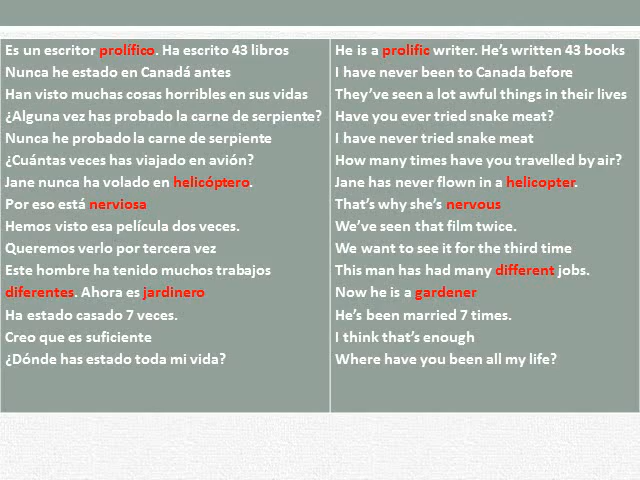 Es un escritor prolífico. Ha escrito 43 libros
Nunca he estado en Canadá antes
Han visto muchas cosas horribles en sus vidas
¿Alguna vez has probado la carne de serpiente?
Nunca he probado la carne de serpiente
¿Cuántas veces has viajado en avión?
Jane nunca ha volado en helicóptero.
Por eso está nerviosa
Hemos visto esa película dos veces.
Queremos verlo por tercera vez
Este hombre ha tenido muchos trabajos
diferentes. Ahora es jardinero
Ha estado casado 7 veces.
Creo que es suficiente
¿Dónde has estado toda mi vida?
He is a prolific writer. He's written 43 books
I have never been to Canada before
They've seen a lot awful things in their lives
Have you ever tried snake meat?
I have never tried snake meat
How many times have you travelled by air?
Jane has never flown in a helicopter.
That's why she's nervous
We've seen that film twice.
We want to see it for the third time
This man has had many different jobs.
Now he is a gardener
He's been married 7 times.
I think that's enough
Where have you been all my life?